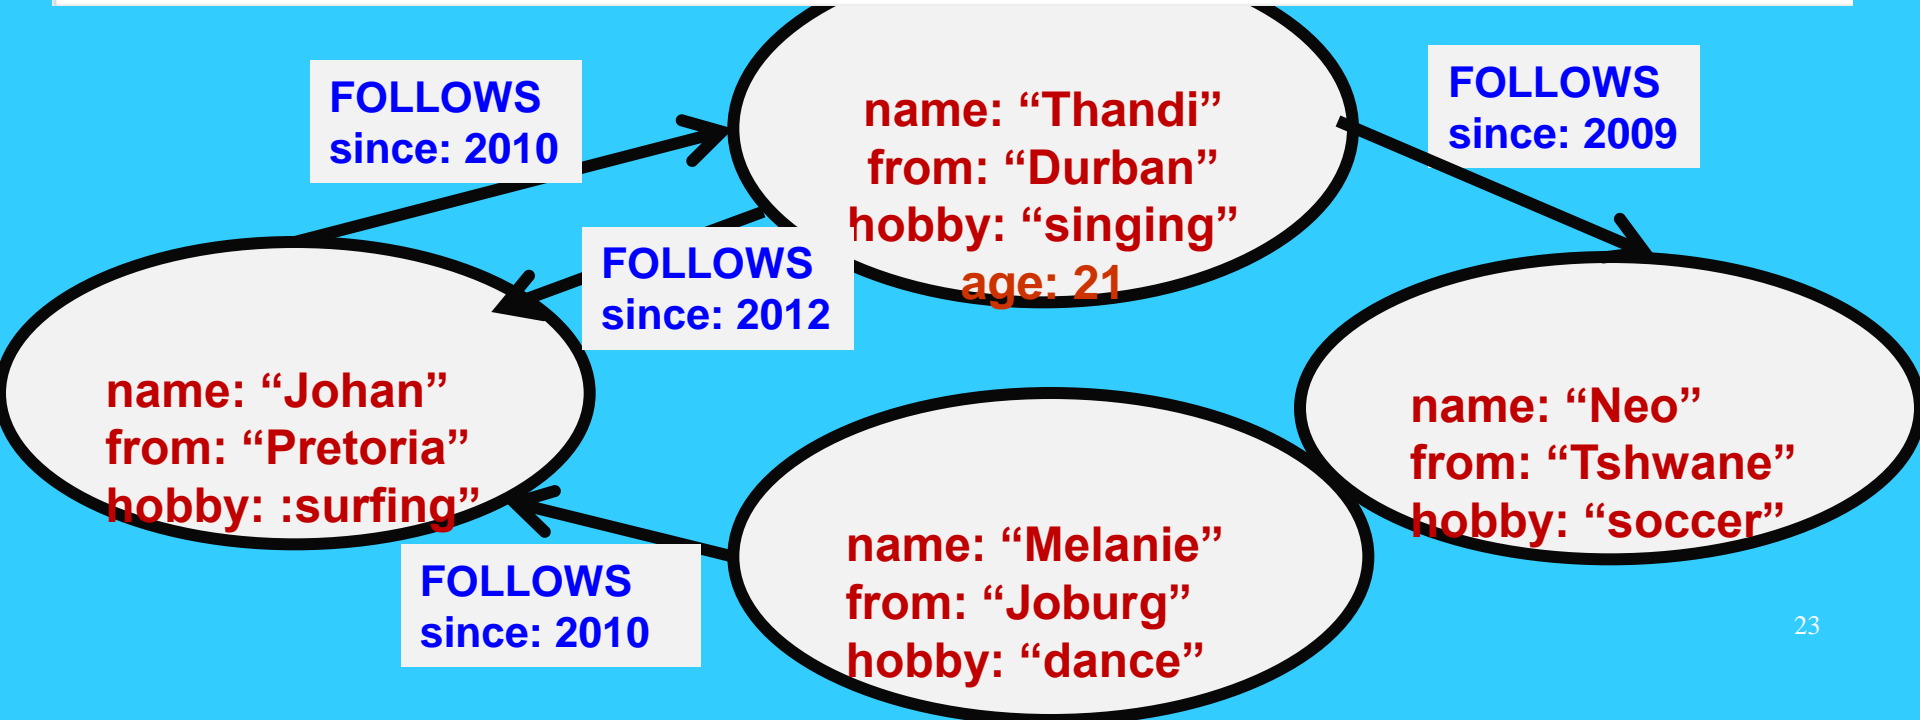 FOLLOWS
since: 2010
name: “Thandi”
from: “Durban”
hobby: “singing”
age: 21
FOLLOWS
since: 2009
FOLLOWS
since: 2012
name: “Johan”
from: “Pretoria”
hobby: :surfing”
name: “Neo”
from: “Tshwane”
hobby: “soccer”
FOLLOWS
since: 2010
name: “Melanie”
from: “Joburg”
hobby: “dance”
23